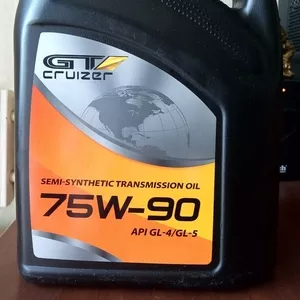 GT
cruizer
SEMI-SYNTHETIC TRANSMISSION OIL
75W-90
API GL-4/GL-5